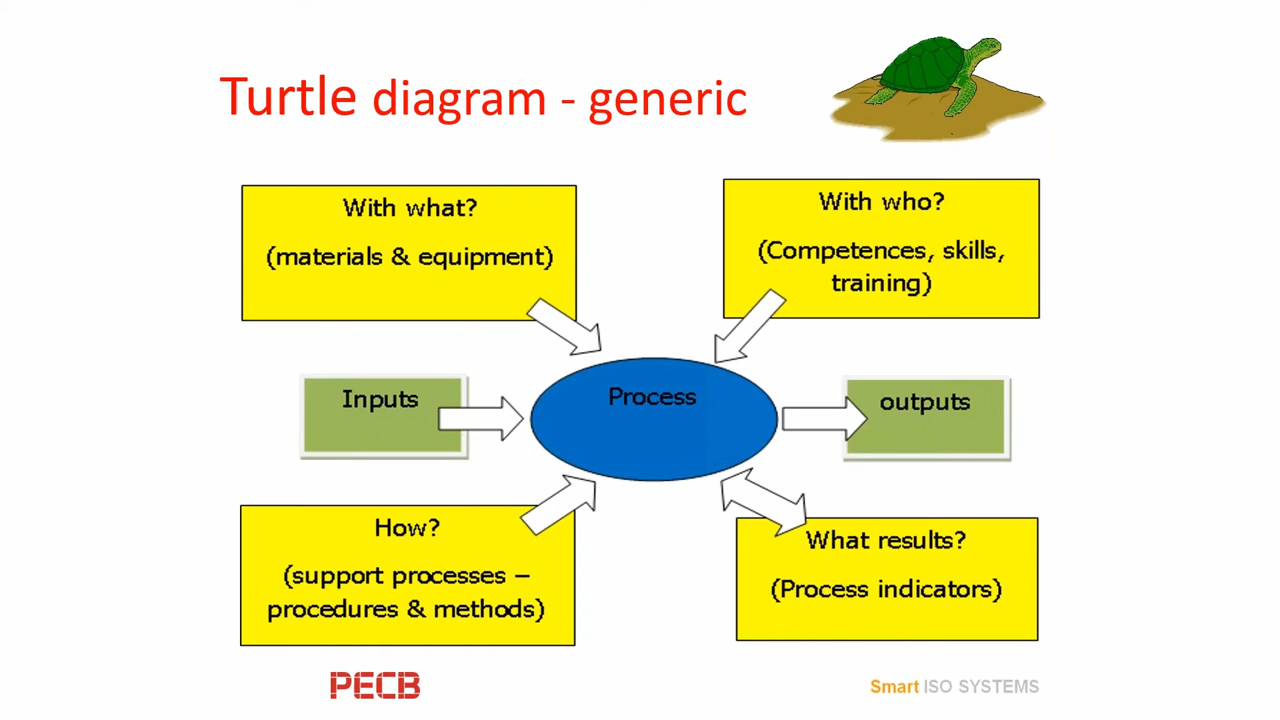 Turtle diagram - generic
With what?
(materials & equipment)
With who?
(Competences, skills,
training)
Inputs
Process
outputs
How?
(support processes –
procedures & methods)
What results?
(Process indicators)
PECB
Smart ISO SYSTEMS